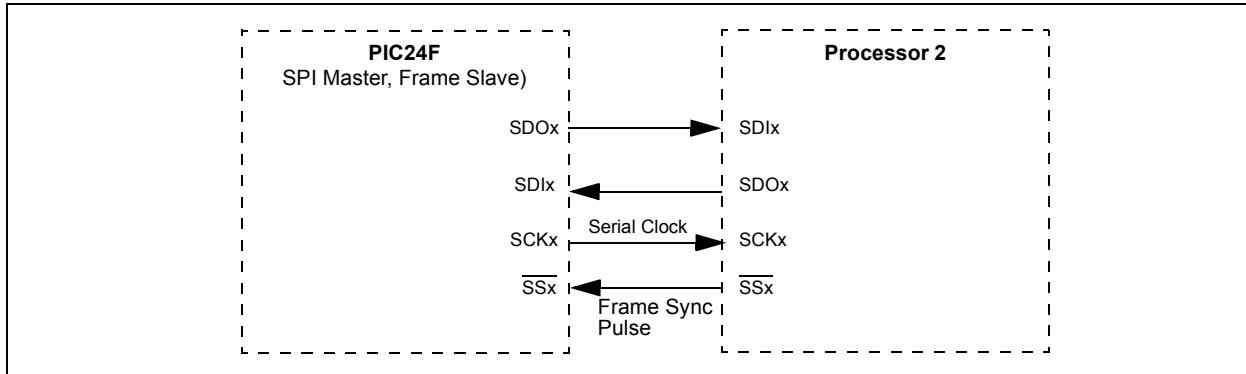 PIC24F
SPI Master, Frame Slave)
Processor 2
SDOx
SDIx
SDIx
SDOx
SCKx
Serial Clock
SCKx
SSx
SSx
Frame Sync
Pulse